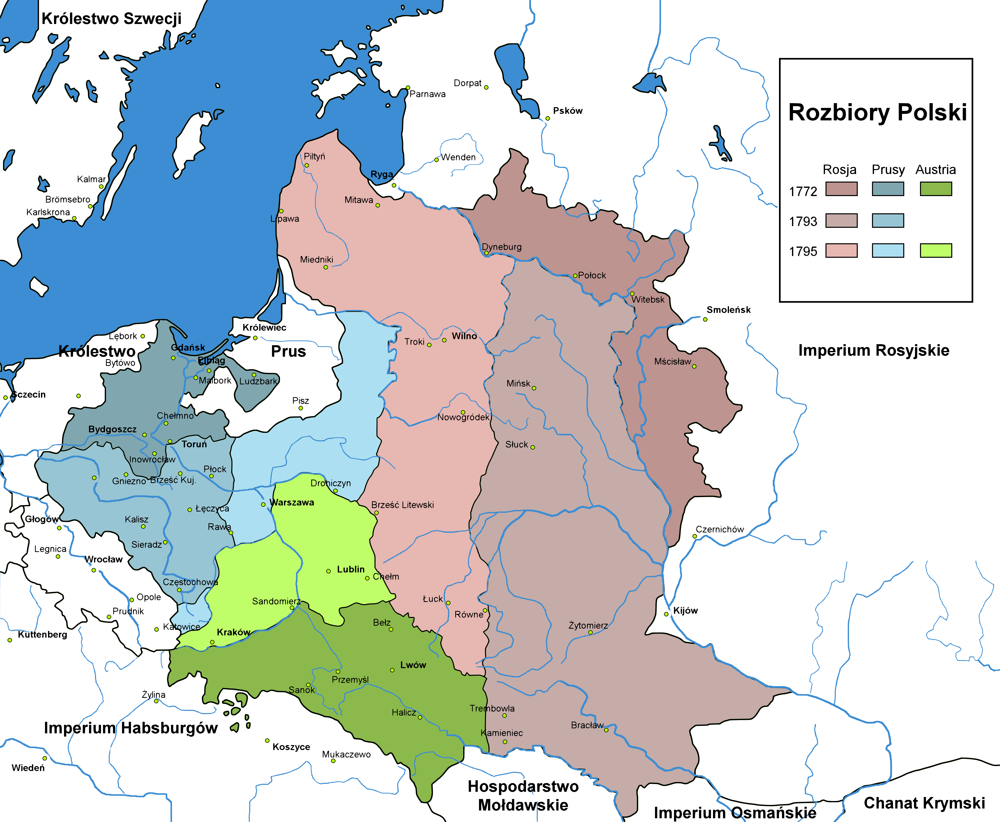 Królestwo Szwecji
Dorpat
Parnawa
Psków
Rozbiory Polski
Piltyń
Wenden
Ryga
Rosja Prusy Austria
Kalmar
1772
Brömsebro
Mitawa
Karlskrona
Lipawa
1793
Dyneburg
1795
Miedniki
Połock
Witebsk
Smoleńsk
Królewiec
Lębork
Wilno
Troki
Gdańsk
Królestwo
Prus
Imperium Rosyjskie
Elbląg
Bytówo
Mścisław
Malbork
Ludzbark
Mińsk
Sczecin
Pisz
Chełmno
Nowogródek
Bydgoszcz
Toruń
Słuck
Inowrocław
Płock
Gniezno
Brześć Kuj.
Drohiczyn
Warszawa
Brześć Litewski
Łęczyca
Głogów
Kalisz
Rawa
Czernichów
Sieradz
Legnica
Wrocław
Lublin
Chełm
Częstochowa
Opole
Łuck
Sandomierz
Prudnik
Równe
Kijów
Bełz
Katowice
Żytomierz
Kuttenberg
Kraków
Lwów
Przemyśl
Sanok
Żylina
Trembowla
Halicz
Imperium Habsburgów
Bracław
Kamieniec
Koszyce
Mukaczewo
Wiedeń
Hospodarstwo
Mołdawskie
Chanat Krymski
Imperium Osmańskie